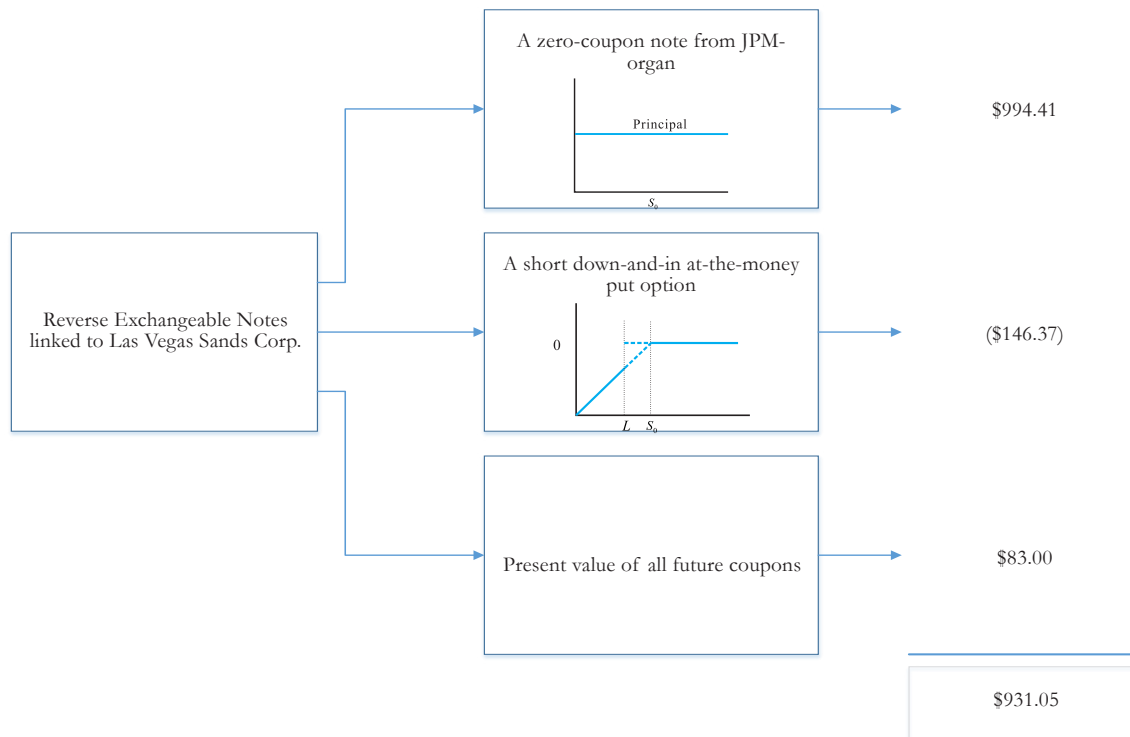 A zero-coupon note from JPM-
organ
Principal
S₀
$994.41
Reverse Exchangeable Notes
linked to Las Vegas Sands Corp.
A short down-and-in at-the-money
put option
0
L S₀
($146.37)
Present value of all future coupons
$83.00
$931.05